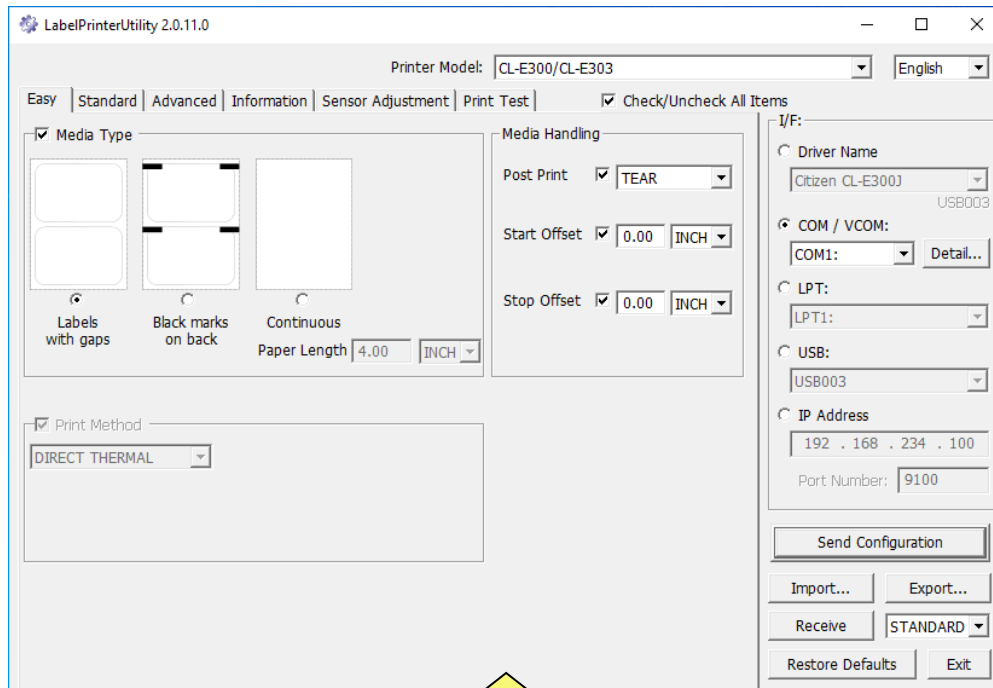 LabelPrinterUtility 2.0.11.0
Printer Model: CL-E300/CL-E303 English
Easy Standard Advanced Information Sensor Adjustment Print Test Check/Uncheck All Items
Media Type
Labels
with gaps
Black marks
on back
Continuous
Paper Length 4.00 INCH
Media Handling
Post Print TEAR
Start Offset 0.00 INCH
Stop Offset 0.00 INCH
Print Method
DIRECT THERMAL
I/F:
Driver Name
Citizen CL-E300J
USB003
COM / VCOM:
COM1: Detail...
LPT:
LPT1:
USB:
USB003
IP Address
192 . 168 . 234 . 100
Port Number: 9100
Send Configuration
Import... Export...
Receive STANDARD
Restore Defaults Exit